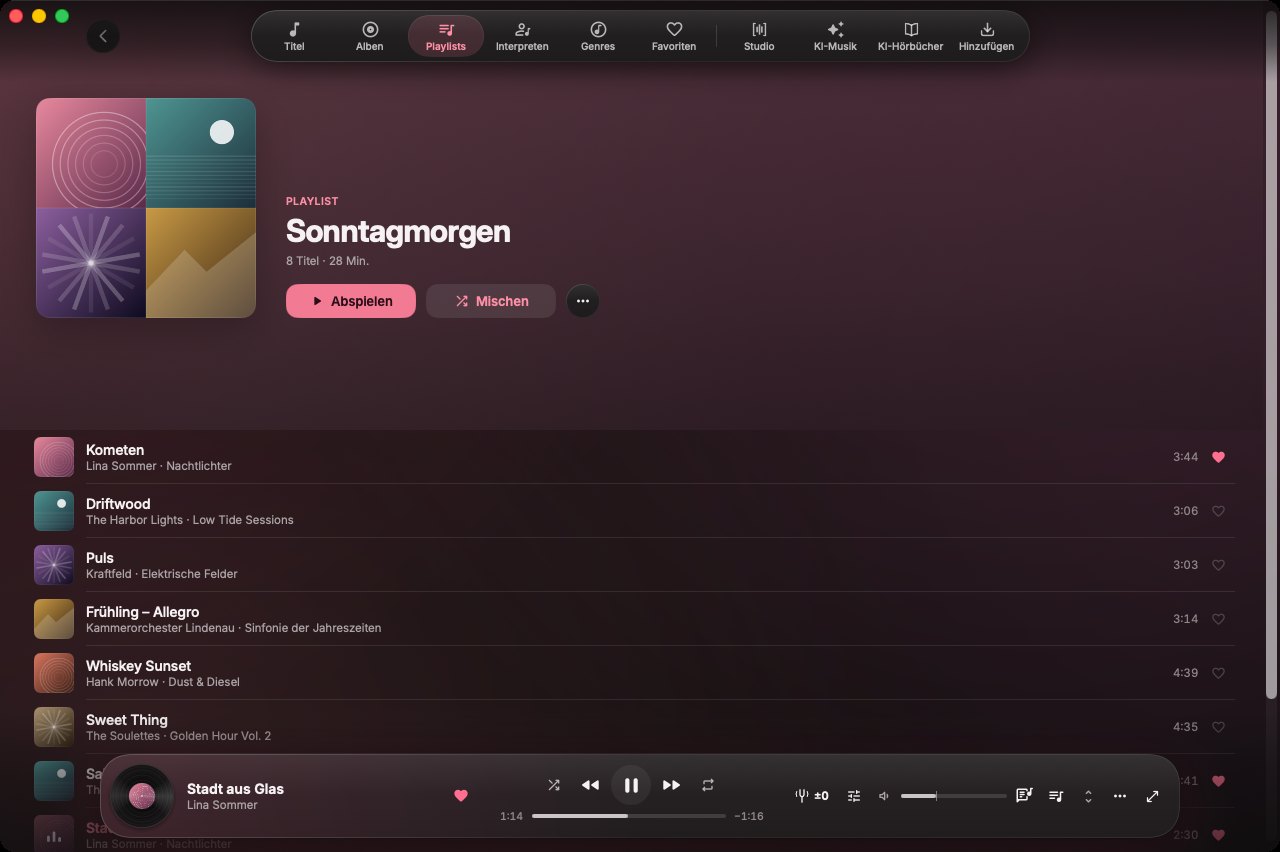 Titel
Alben
Playlists
Interpreten
Genres
Favoriten
Studio
KI-Musik
KI-Hörbücher
Hinzufügen
PLAYLIST
Sonntagmorgen
8 Titel · 28 Min.
Abspielen
Mischen
Kometen
Lina Sommer · Nachtlichter
3:44
Driftwood
The Harbor Lights · Low Tide Sessions
3:06
Puls
Kraftfeld · Elektrische Felder
3:03
Frühling – Allegro
Kammerorchester Lindenau · Sinfonie der Jahreszeiten
3:14
Whiskey Sunset
Hank Morrow · Dust & Diesel
4:39
Sweet Thing
The Soulettes · Golden Hour Vol. 2
4:35
:41
Lina Sommer · Nachtlichter
2:30
Stadt aus Glas
Lina Sommer
1:14
−1:16
±0